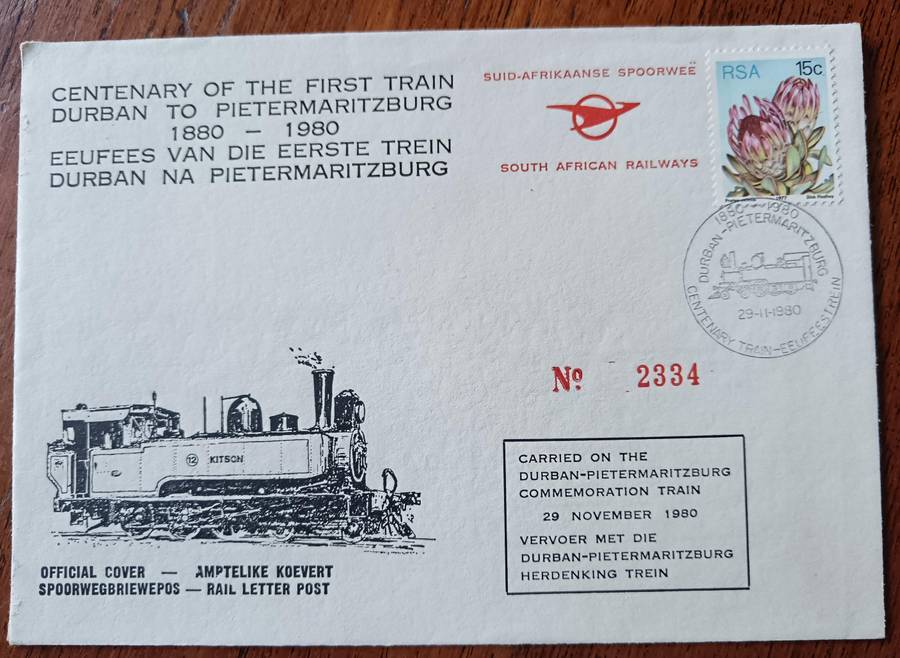 CENTENARY OF THE FIRST TRAIN
DURBAN TO PIETERMARITZBURG
1880 – 1980
EEUFEES VAN DIE EERSTE TREIN
DURBAN NA PIETERMARITZBURG
SUID-AFRIKAANSE SPOORWEË
SOUTH AFRICAN RAILWAYS
RSA 15c
1977
1880 – 1980
DURBAN – PIETERMARITZBURG
29-11-1980
CENTENARY TRAIN – EEUFEESTREIN
Nº 2334
12 KITSON
CARRIED ON THE
DURBAN-PIETERMARITZBURG
COMMEMORATION TRAIN
29 NOVEMBER 1980
VERVOER MET DIE
DURBAN-PIETERMARITZBURG
HERDENKING TREIN
OFFICIAL COVER — AMPTELIKE KOEVERT
SPOORWEGBRIEWEPOS — RAIL LETTER POST